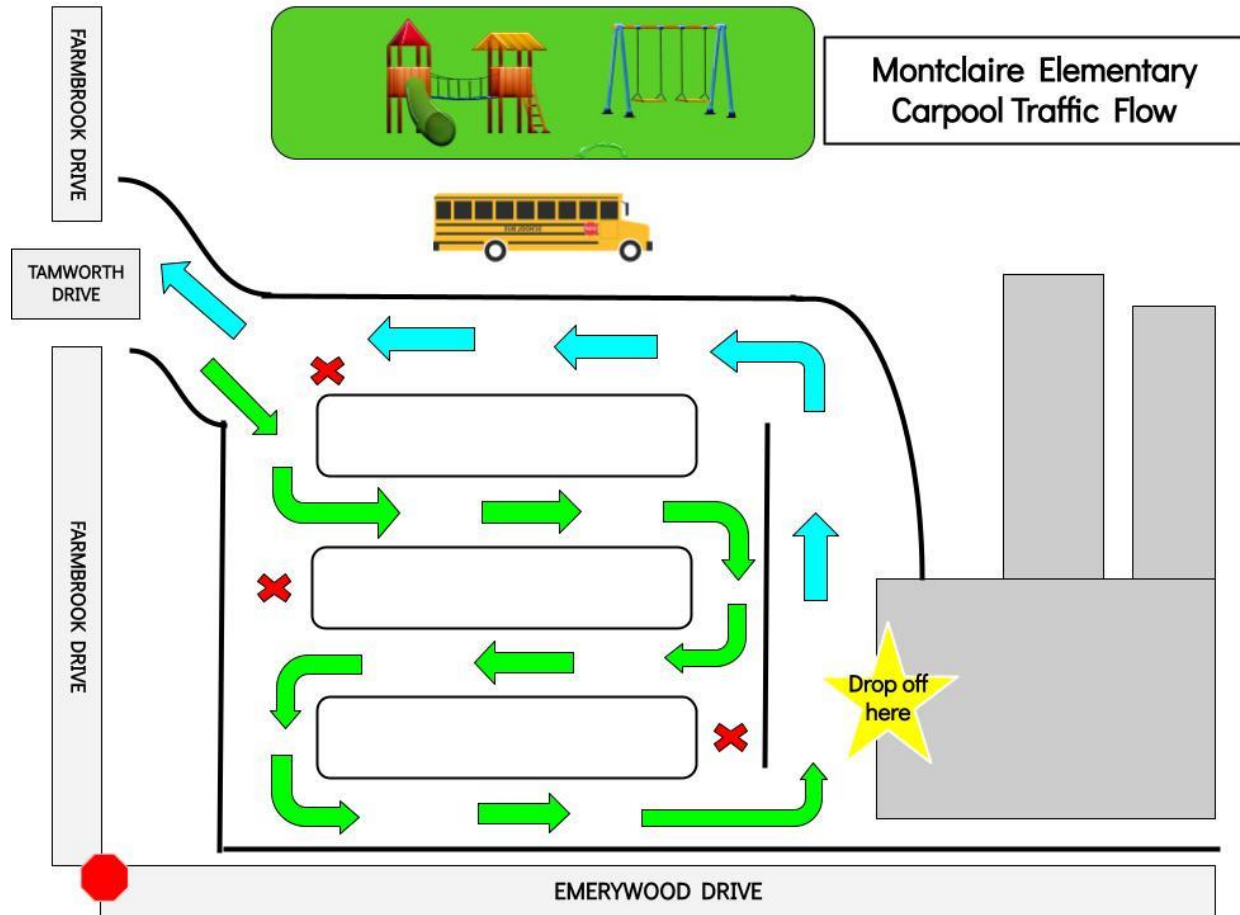 Montclaire Elementary
Carpool Traffic Flow
FARMBROOK DRIVE
TAMWORTH
DRIVE
FARMBROOK DRIVE
Drop off
here
EMERYWOOD DRIVE